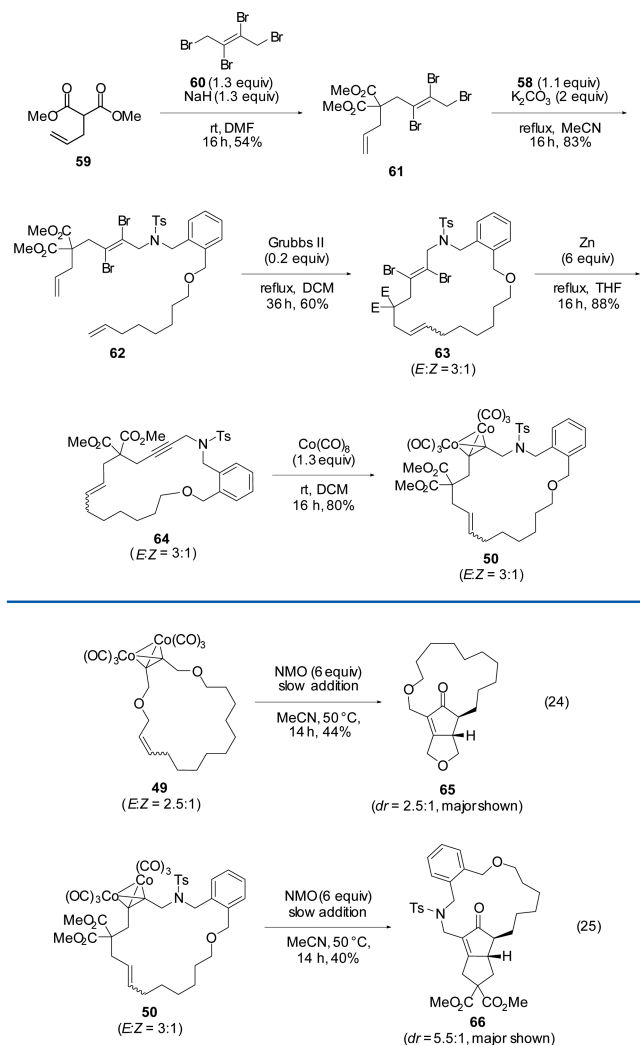 Br
Br
Br
Br
60 (1.3 equiv)
NaH (1.3 equiv)
rt, DMF
16 h, 54%
O
O
MeO
OMe
59
MeO₂C
MeO₂C
Br
Br
Br
61
58 (1.1 equiv)
K₂CO₃ (2 equiv)
reflux, MeCN
16 h, 83%
MeO₂C
MeO₂C
Br
Br
Ts
N
O
62
Grubbs II
(0.2 equiv)
reflux, DCM
36 h, 60%
Ts
N
Br
Br
E
E
O
63
(E:Z = 3:1)
Zn
(6 equiv)
reflux, THF
16 h, 88%
MeO₂C
CO₂Me
N
Ts
O
64
(E:Z = 3:1)
Co(CO)₈
(1.3 equiv)
rt, DCM
16 h, 80%
(CO)₃
Co
(OC)₃Co
Ts
N
MeO₂C
MeO₂C
O
50
(E:Z = 3:1)
Co(CO)₃
(OC)₃Co
O
O
49
(E:Z = 2.5:1)
NMO (6 equiv)
slow addition
MeCN, 50 °C,
14 h, 44%
O
O
H
O
65
(dr = 2.5:1, major shown)
(24)
(CO)₃
Co
(OC)₃Co
Ts
N
MeO₂C
MeO₂C
O
50
(E:Z = 3:1)
NMO (6 equiv)
slow addition
MeCN, 50 °C,
14 h, 40%
O
Ts
N
O
H
MeO₂C
CO₂Me
66
(dr = 5.5:1, major shown)
(25)